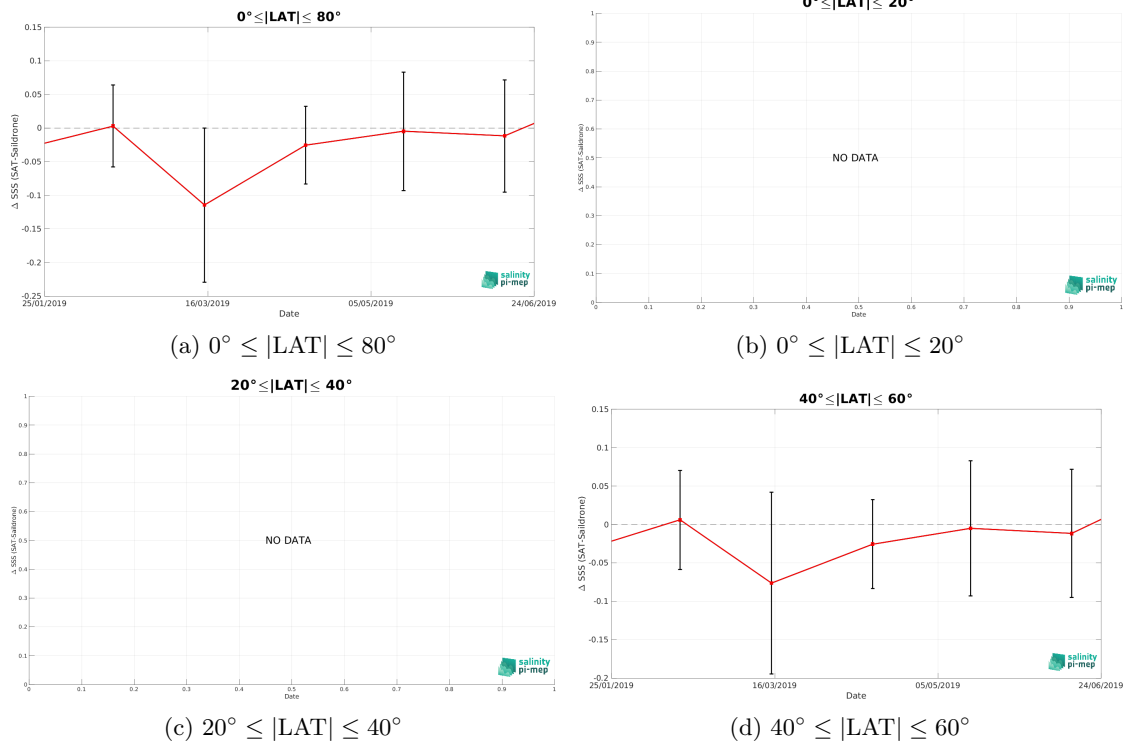 0°≤|LAT|≤ 80°
0.15
0.1
0.05
0
-0.05
-0.1
-0.15
-0.2
-0.25
Δ SSS (SAT-Saildrone)
25/01/2019 16/03/2019 05/05/2019 24/06/2019
Date
salinity
pi-mep
(a) 0° ≤ |LAT| ≤ 80°
0°≤|LAT|≤ 20°
1
0.9
0.8
0.7
0.6
0.5
0.4
0.3
0.2
0.1
0
Δ SSS (SAT-Saildrone)
NO DATA
0 0.1 0.2 0.3 0.4 0.5 0.6 0.7 0.8 0.9 1
Date
salinity
pi-mep
(b) 0° ≤ |LAT| ≤ 20°
20°≤|LAT|≤ 40°
1
0.9
0.8
0.7
0.6
0.5
0.4
0.3
0.2
0.1
0
Δ SSS (SAT-Saildrone)
NO DATA
0 0.1 0.2 0.3 0.4 0.5 0.6 0.7 0.8 0.9 1
Date
salinity
pi-mep
(c) 20° ≤ |LAT| ≤ 40°
40°≤|LAT|≤ 60°
0.15
0.1
0.05
0
-0.05
-0.1
-0.15
-0.2
Δ SSS (SAT-Saildrone)
25/01/2019 16/03/2019 05/05/2019 24/06/2019
Date
salinity
pi-mep
(d) 40° ≤ |LAT| ≤ 60°